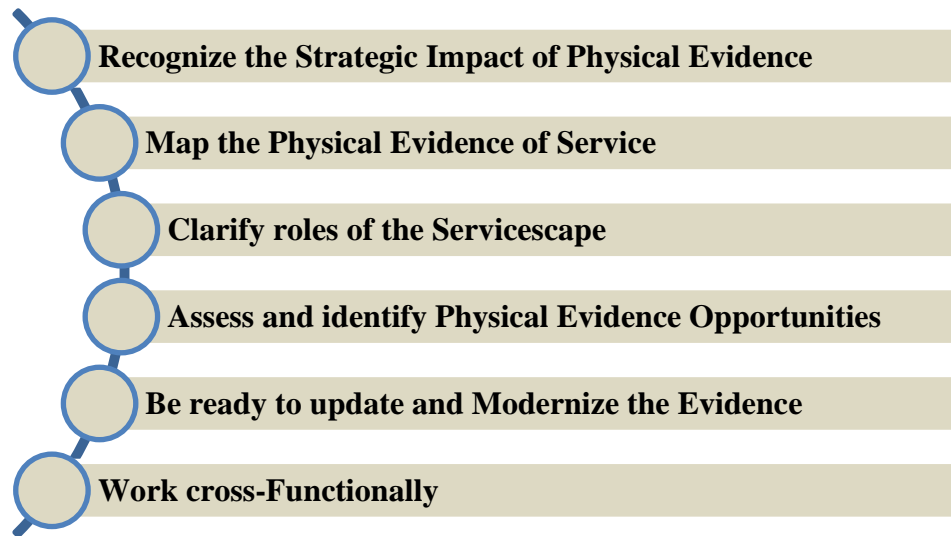 Recognize the Strategic Impact of Physical Evidence
Map the Physical Evidence of Service
Clarify roles of the Servicescape
Assess and identify Physical Evidence Opportunities
Be ready to update and Modernize the Evidence
Work cross-Functionally